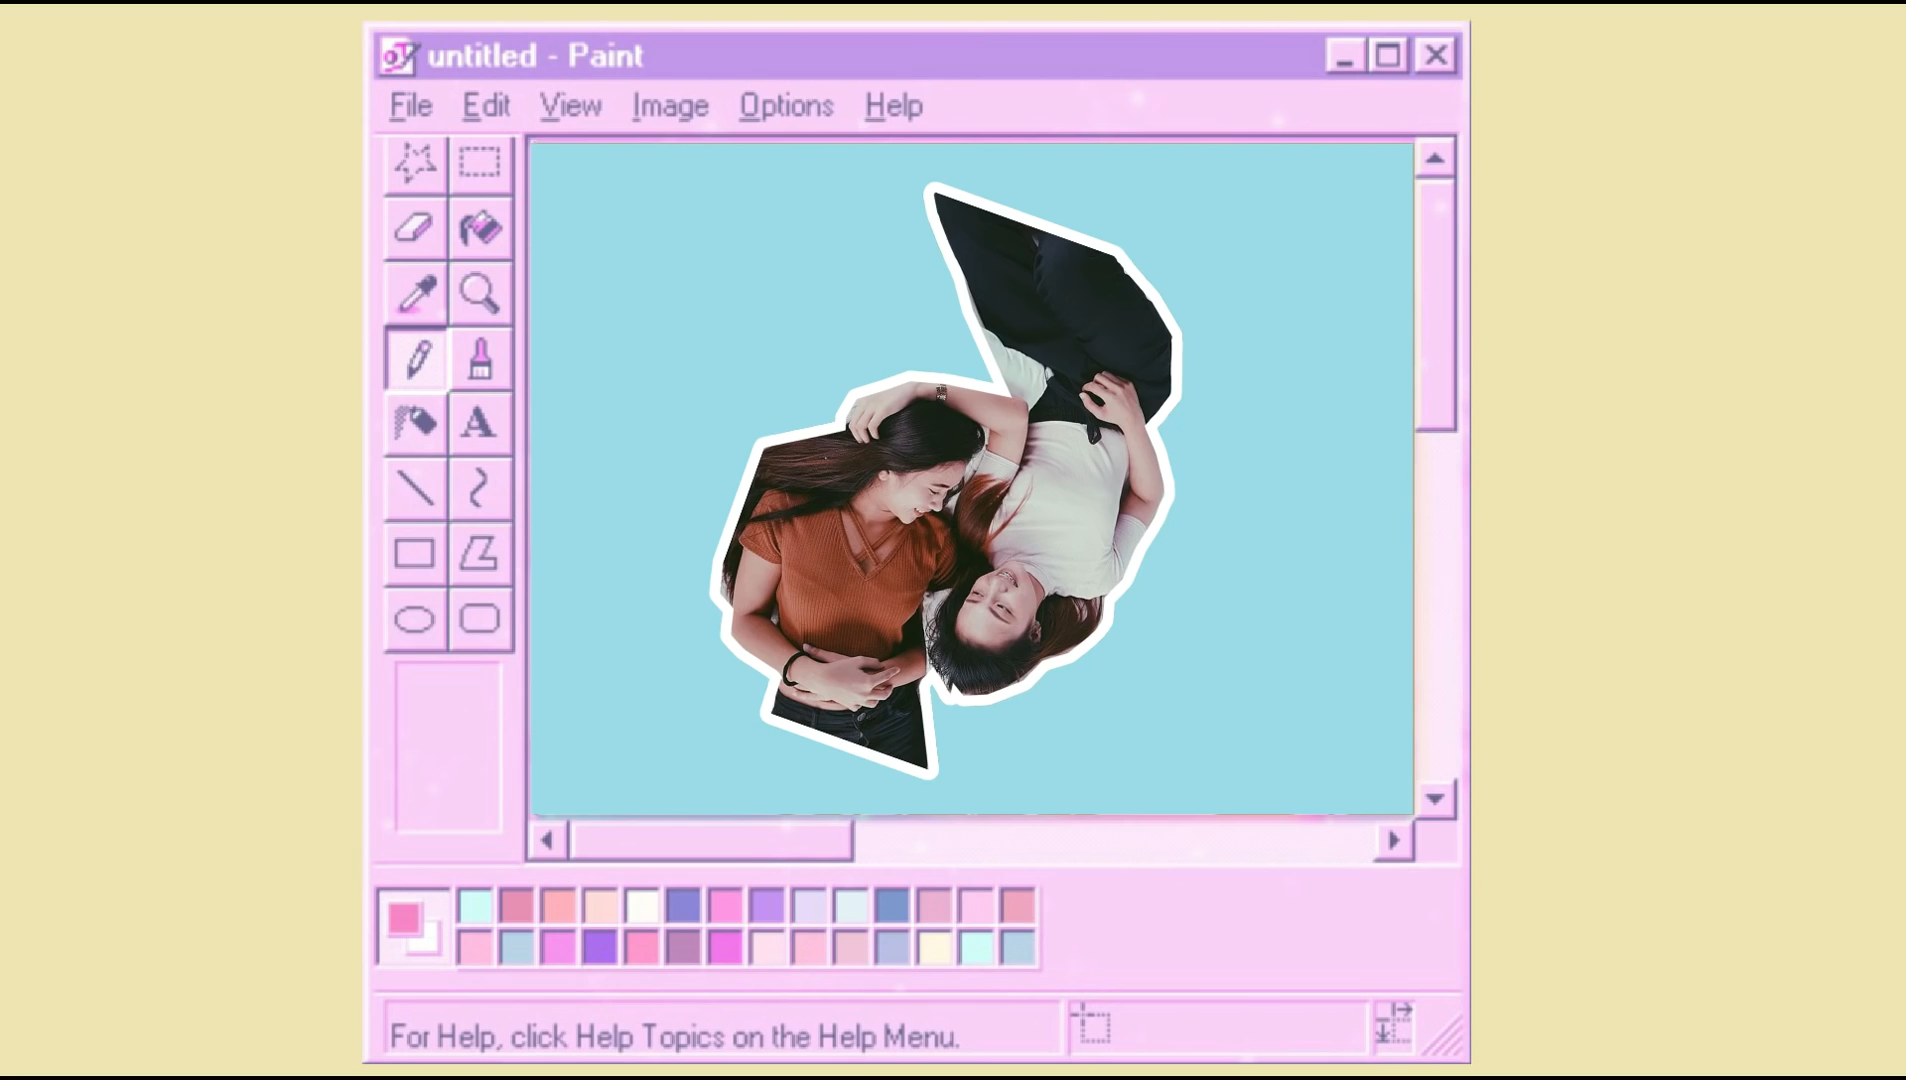 untitled - Paint
File Edit View Image Options Help
A
For Help, click Help Topics on the Help Menu.